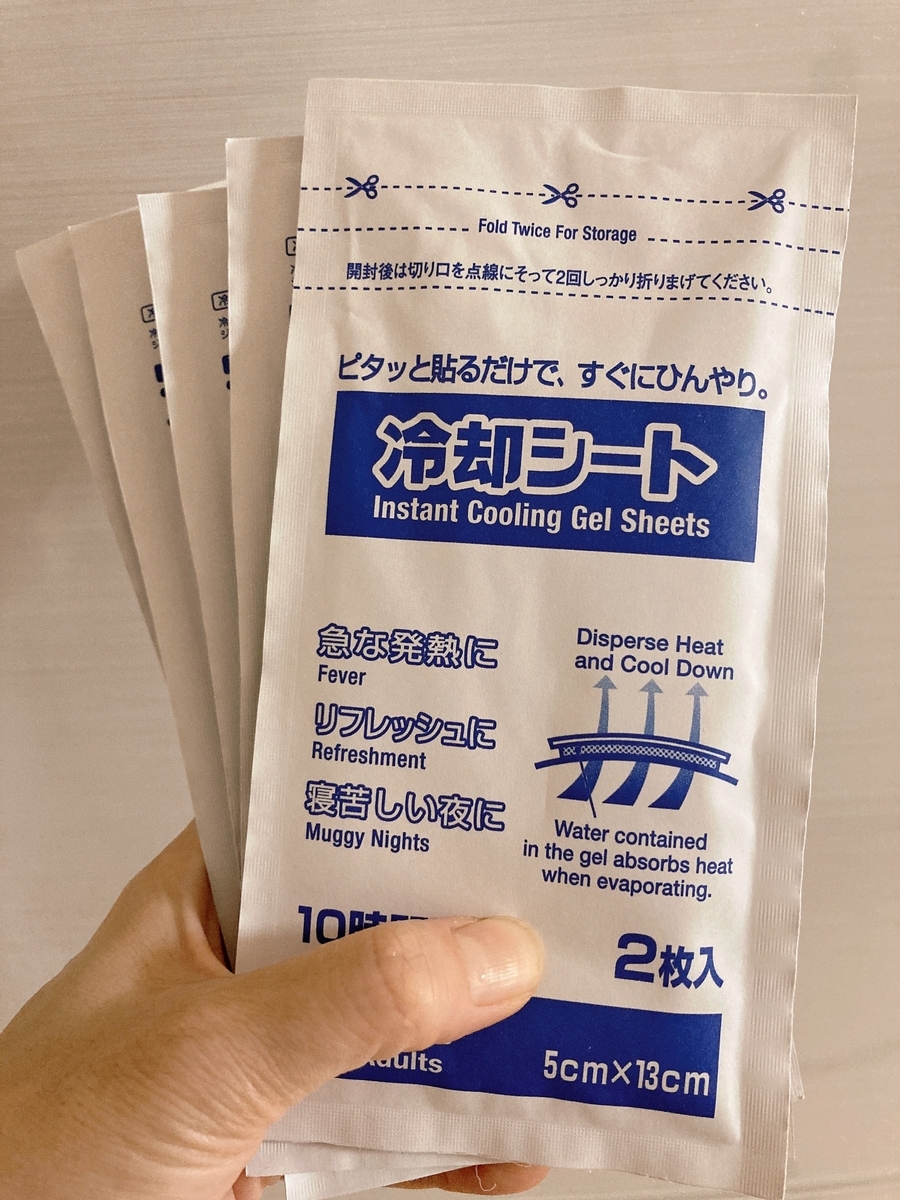 Fold Twice For Storage
開封後は切り口を点線にそって2回しっかり折りまげてください。
ピタッと貼るだけで、すぐにひんやり。
冷却シート
Instant Cooling Gel Sheets
急な発熱に
Fever
リフレッシュに
Refreshment
寝苦しい夜に
Muggy Nights
Disperse Heat
and Cool Down
Water contained
in the gel absorbs heat
when evaporating.
10時間
2枚入
Adults
5cm×13cm